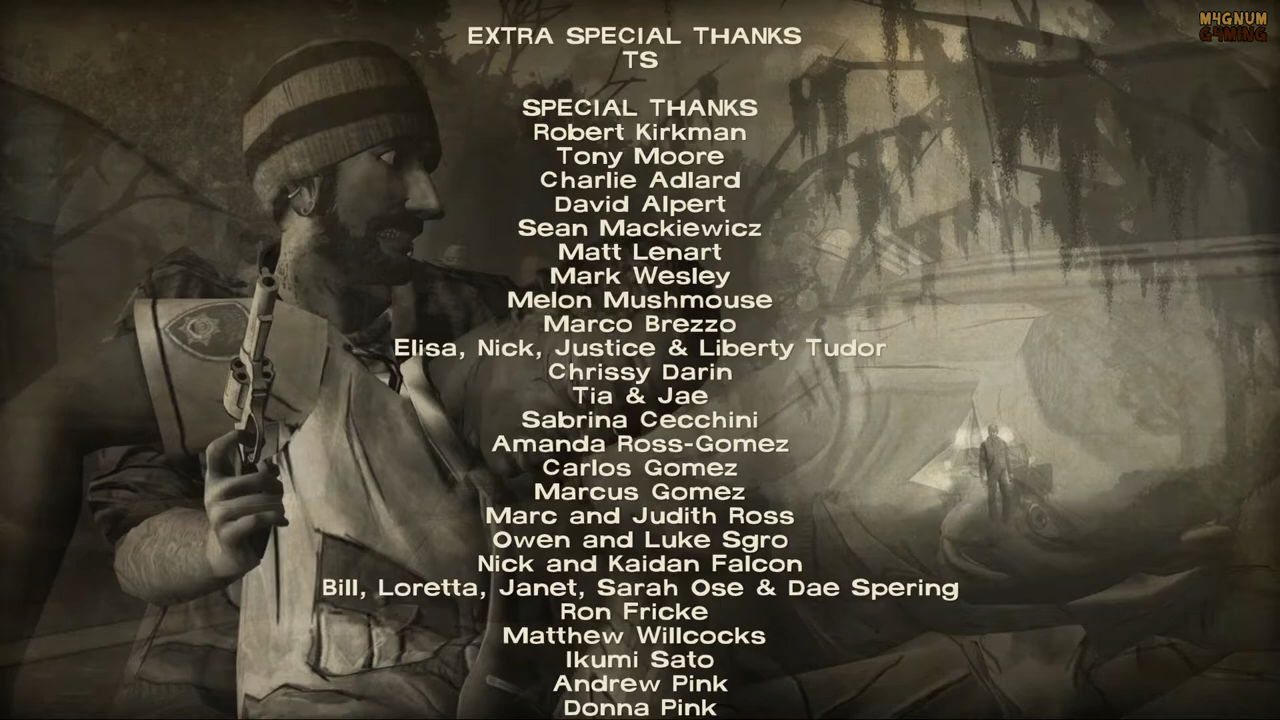 M4GNUM
G4MING
EXTRA SPECIAL THANKS
TS
SPECIAL THANKS
Robert Kirkman
Tony Moore
Charlie Adlard
David Alpert
Sean Mackiewicz
Matt Lenart
Mark Wesley
Melon Mushmouse
Marco Brezzo
Elisa, Nick, Justice & Liberty Tudor
Chrissy Darin
Tia & Jae
Sabrina Cecchini
Amanda Ross-Gomez
Carlos Gomez
Marcus Gomez
Marc and Judith Ross
Owen and Luke Sgro
Nick and Kaidan Falcon
Bill, Loretta, Janet, Sarah Ose & Dae Spering
Ron Fricke
Matthew Willcocks
Ikumi Sato
Andrew Pink
Donna Pink